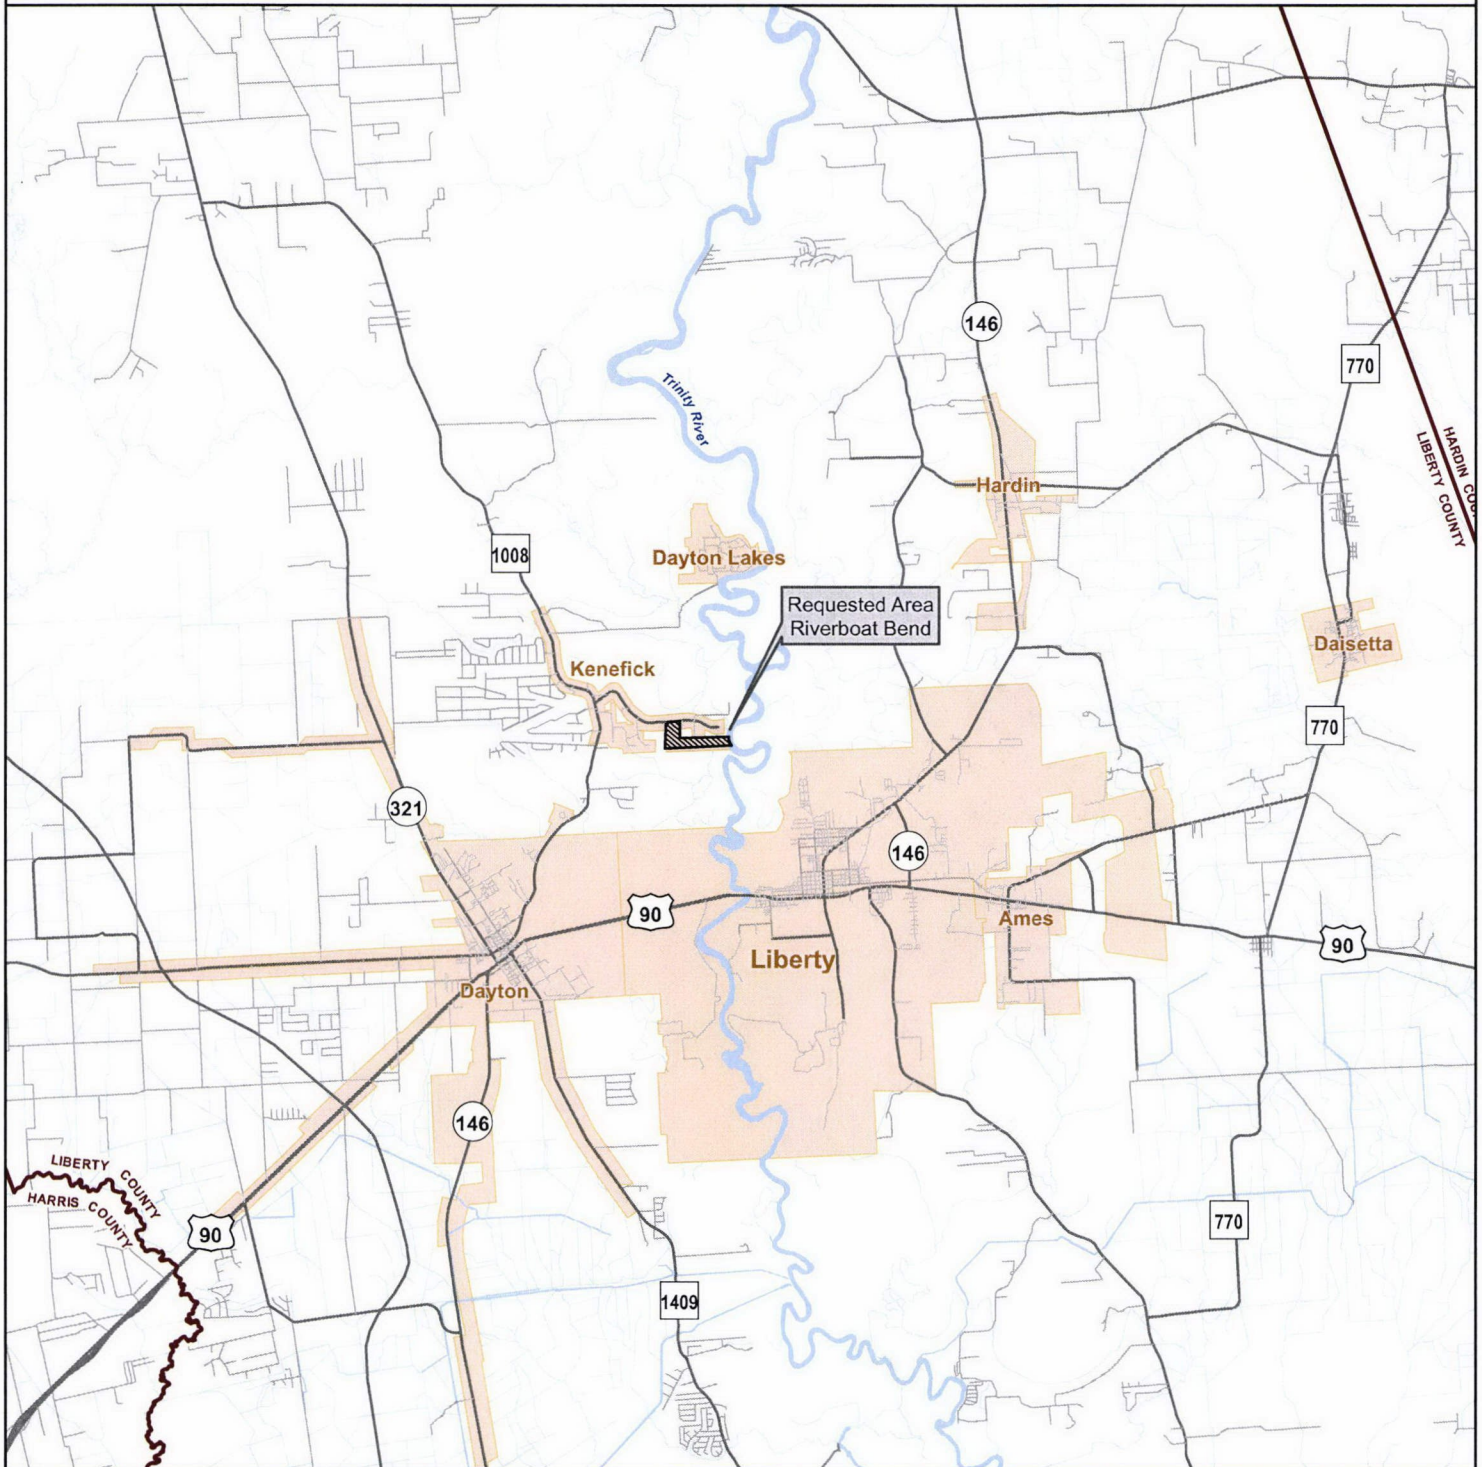 146
770
Trinity River
HARDIN COU
LIBERTY COUNTY
Hardin
1008
Dayton Lakes
Requested Area
Riverboat Bend
Kenefick
Daisetta
770
321
146
90
Ames
90
Liberty
Dayton
146
LIBERTY COUNTY
HARRIS COUNTY
90
770
1409